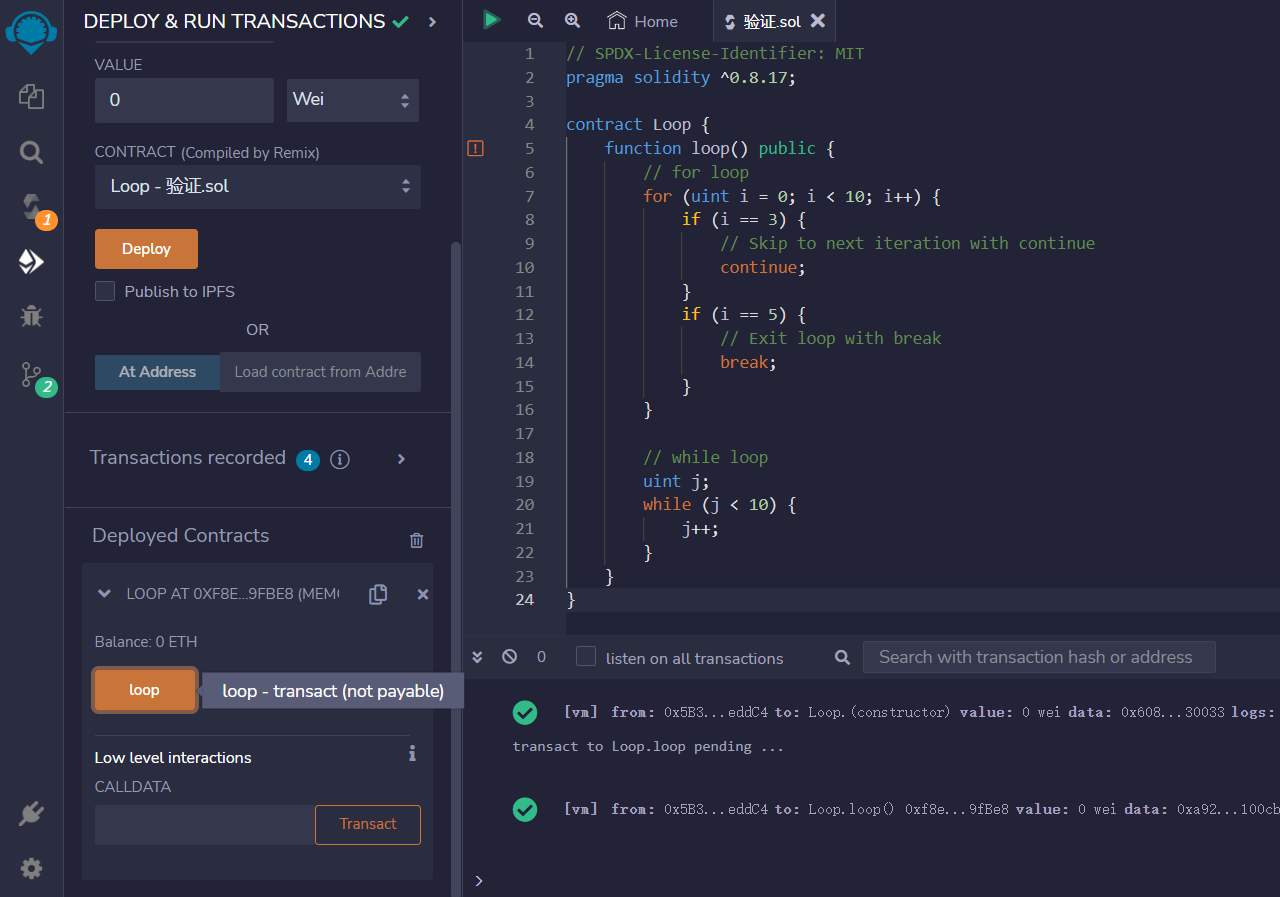 DEPLOY & RUN TRANSACTIONS
VALUE
0
Wei
CONTRACT (Compiled by Remix)
Loop - 验证.sol
1
Deploy
Publish to IPFS
OR
2
At Address
Load contract from Addre
Transactions recorded 4
Deployed Contracts
LOOP AT 0XF8E...9FBE8 (MEMO
Balance: 0 ETH
loop
loop - transact (not payable)
Low level interactions
CALLDATA
Transact
Home
验证.sol
1 // SPDX-License-Identifier: MIT
2 pragma solidity ^0.8.17;
3
4 contract Loop {
5 function loop() public {
6 // for loop
7 for (uint i = 0; i < 10; i++) {
8 if (i == 3) {
9 // Skip to next iteration with continue
10 continue;
11 }
12 if (i == 5) {
13 // Exit loop with break
14 break;
15 }
16 }
17
18 // while loop
19 uint j;
20 while (j < 10) {
21 j++;
22 }
23 }
24 }
0
listen on all transactions
Search with transaction hash or address
[vm] from: 0x5B3...eddC4 to: Loop.(constructor) value: 0 wei data: 0x608...30033 logs:
transact to Loop.loop pending ...
[vm] from: 0x5B3...eddC4 to: Loop.loop() 0xf8e...9fBe8 value: 0 wei data: 0xa92...100cb
>